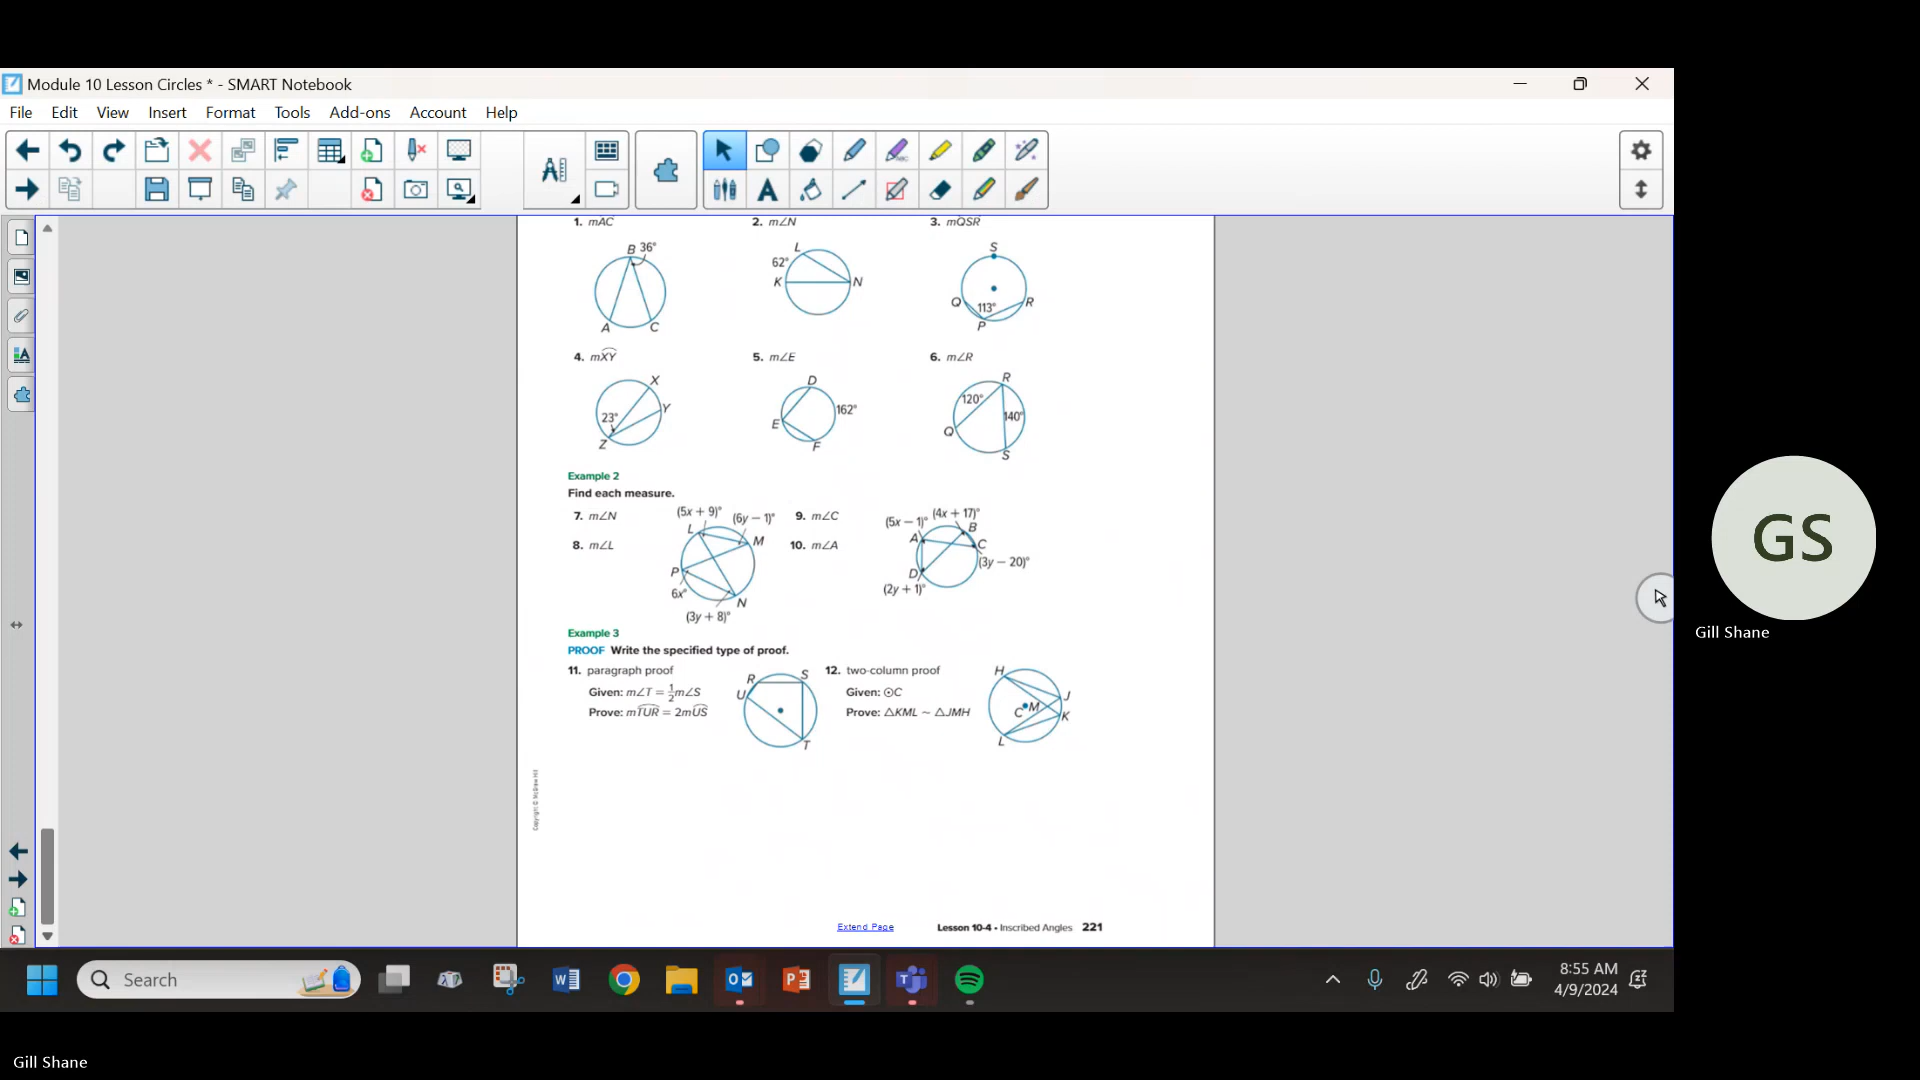 Module 10 Lesson Circles * - SMART Notebook
File Edit View Insert Format Tools Add-ons Account Help
1. mAC 2. m∠N 3. mQSR
B 36°
A C
L
62°
K N
S
Q 113° R
P
4. mXY 5. m∠E 6. m∠R
X
23° Y
Z
D
162°
E
F
R
120°
140°
Q
S
Example 2
Find each measure.
7. m∠N
8. m∠L
(5x + 9)° (6y − 1)°
L
M
P
6x°
N
(3y + 8)°
9. m∠C
10. m∠A
(5x − 1)° (4x + 17)°
B
A
C
(3y − 20)°
D
(2y + 1)°
Example 3
PROOF Write the specified type of proof.
11. paragraph proof
Given: m∠T = 1/2m∠S
Prove: mTUR = 2mUS
R S
U
T
12. two-column proof
Given: ⊙C
Prove: △KML ~ △JMH
H
J
C M
K
L
Copyright © McGraw Hill
Extend Page
Lesson 10-4 • Inscribed Angles 221
Search
8:55 AM
4/9/2024
GS
Gill Shane
Gill Shane